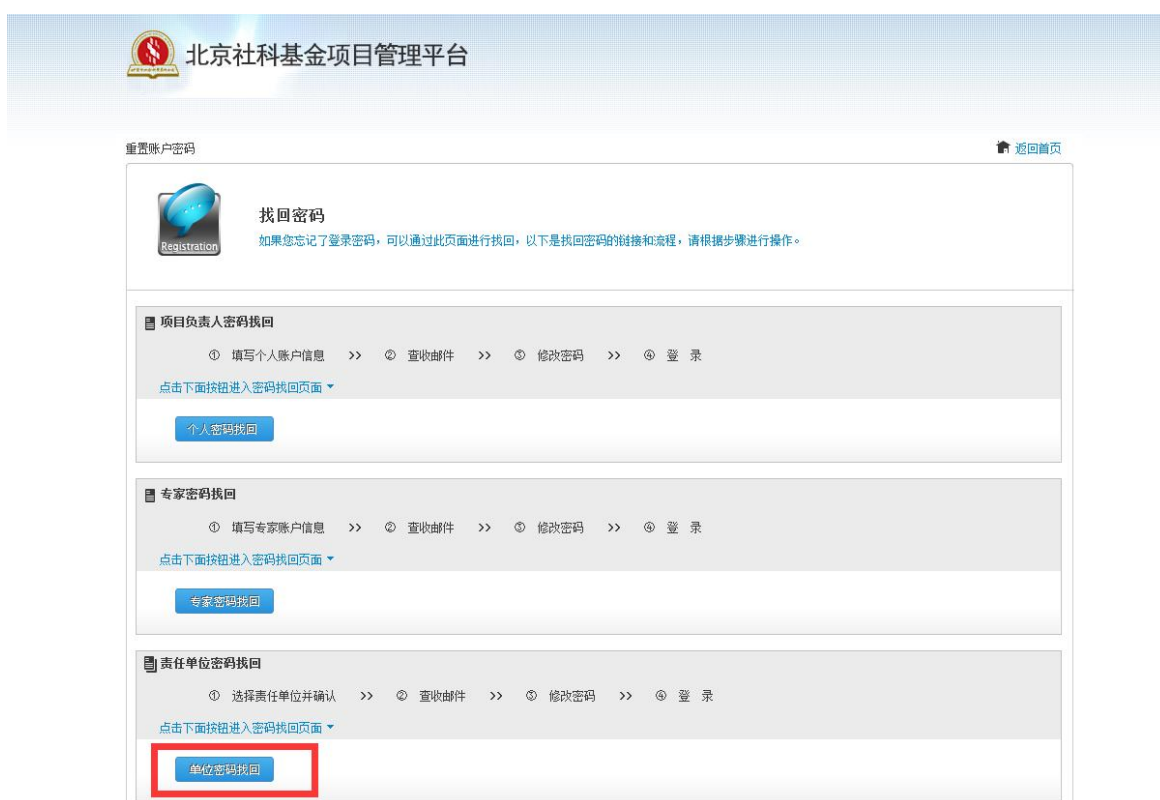 北京社科基金项目管理平台
重置账户密码
返回首页
Registration
找回密码
如果您忘记了登录密码，可以通过此页面进行找回，以下是找回密码的链接和流程，请根据步骤进行操作。
项目负责人密码找回
① 填写个人账户信息 >> ② 查收邮件 >> ③ 修改密码 >> ④ 登 录
点击下面按钮进入密码找回页面
个人密码找回
专家密码找回
① 填写专家账户信息 >> ② 查收邮件 >> ③ 修改密码 >> ④ 登 录
点击下面按钮进入密码找回页面
专家密码找回
责任单位密码找回
① 选择责任单位并确认 >> ② 查收邮件 >> ③ 修改密码 >> ④ 登 录
点击下面按钮进入密码找回页面
单位密码找回